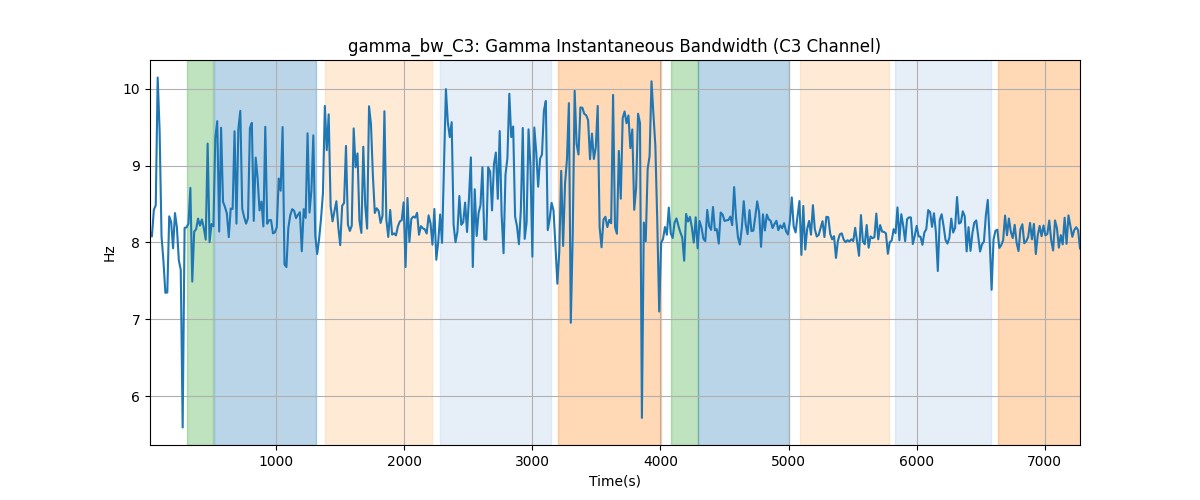 gamma_bw_C3: Gamma Instantaneous Bandwidth (C3 Channel)
10
9
8
7
6
Hz
1000 2000 3000 4000 5000 6000 7000
Time(s)